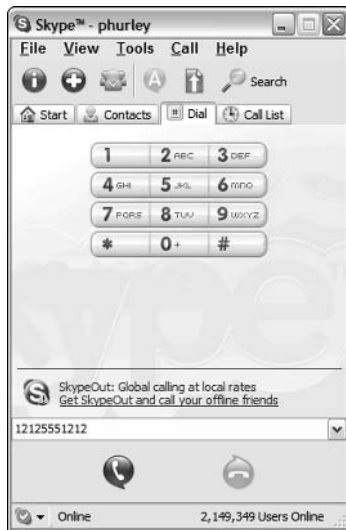 Skype™ - phurley
File View Tools Call Help
Search
Start Contacts Dial Call List
1 2 ABC 3 DEF
4 GHI 5 JKL 6 MNO
7 PQRS 8 TUV 9 WXYZ
* 0 + #
SkypeOut: Global calling at local rates
Get SkypeOut and call your offline friends
12125551212
Online 2,149,349 Users Online